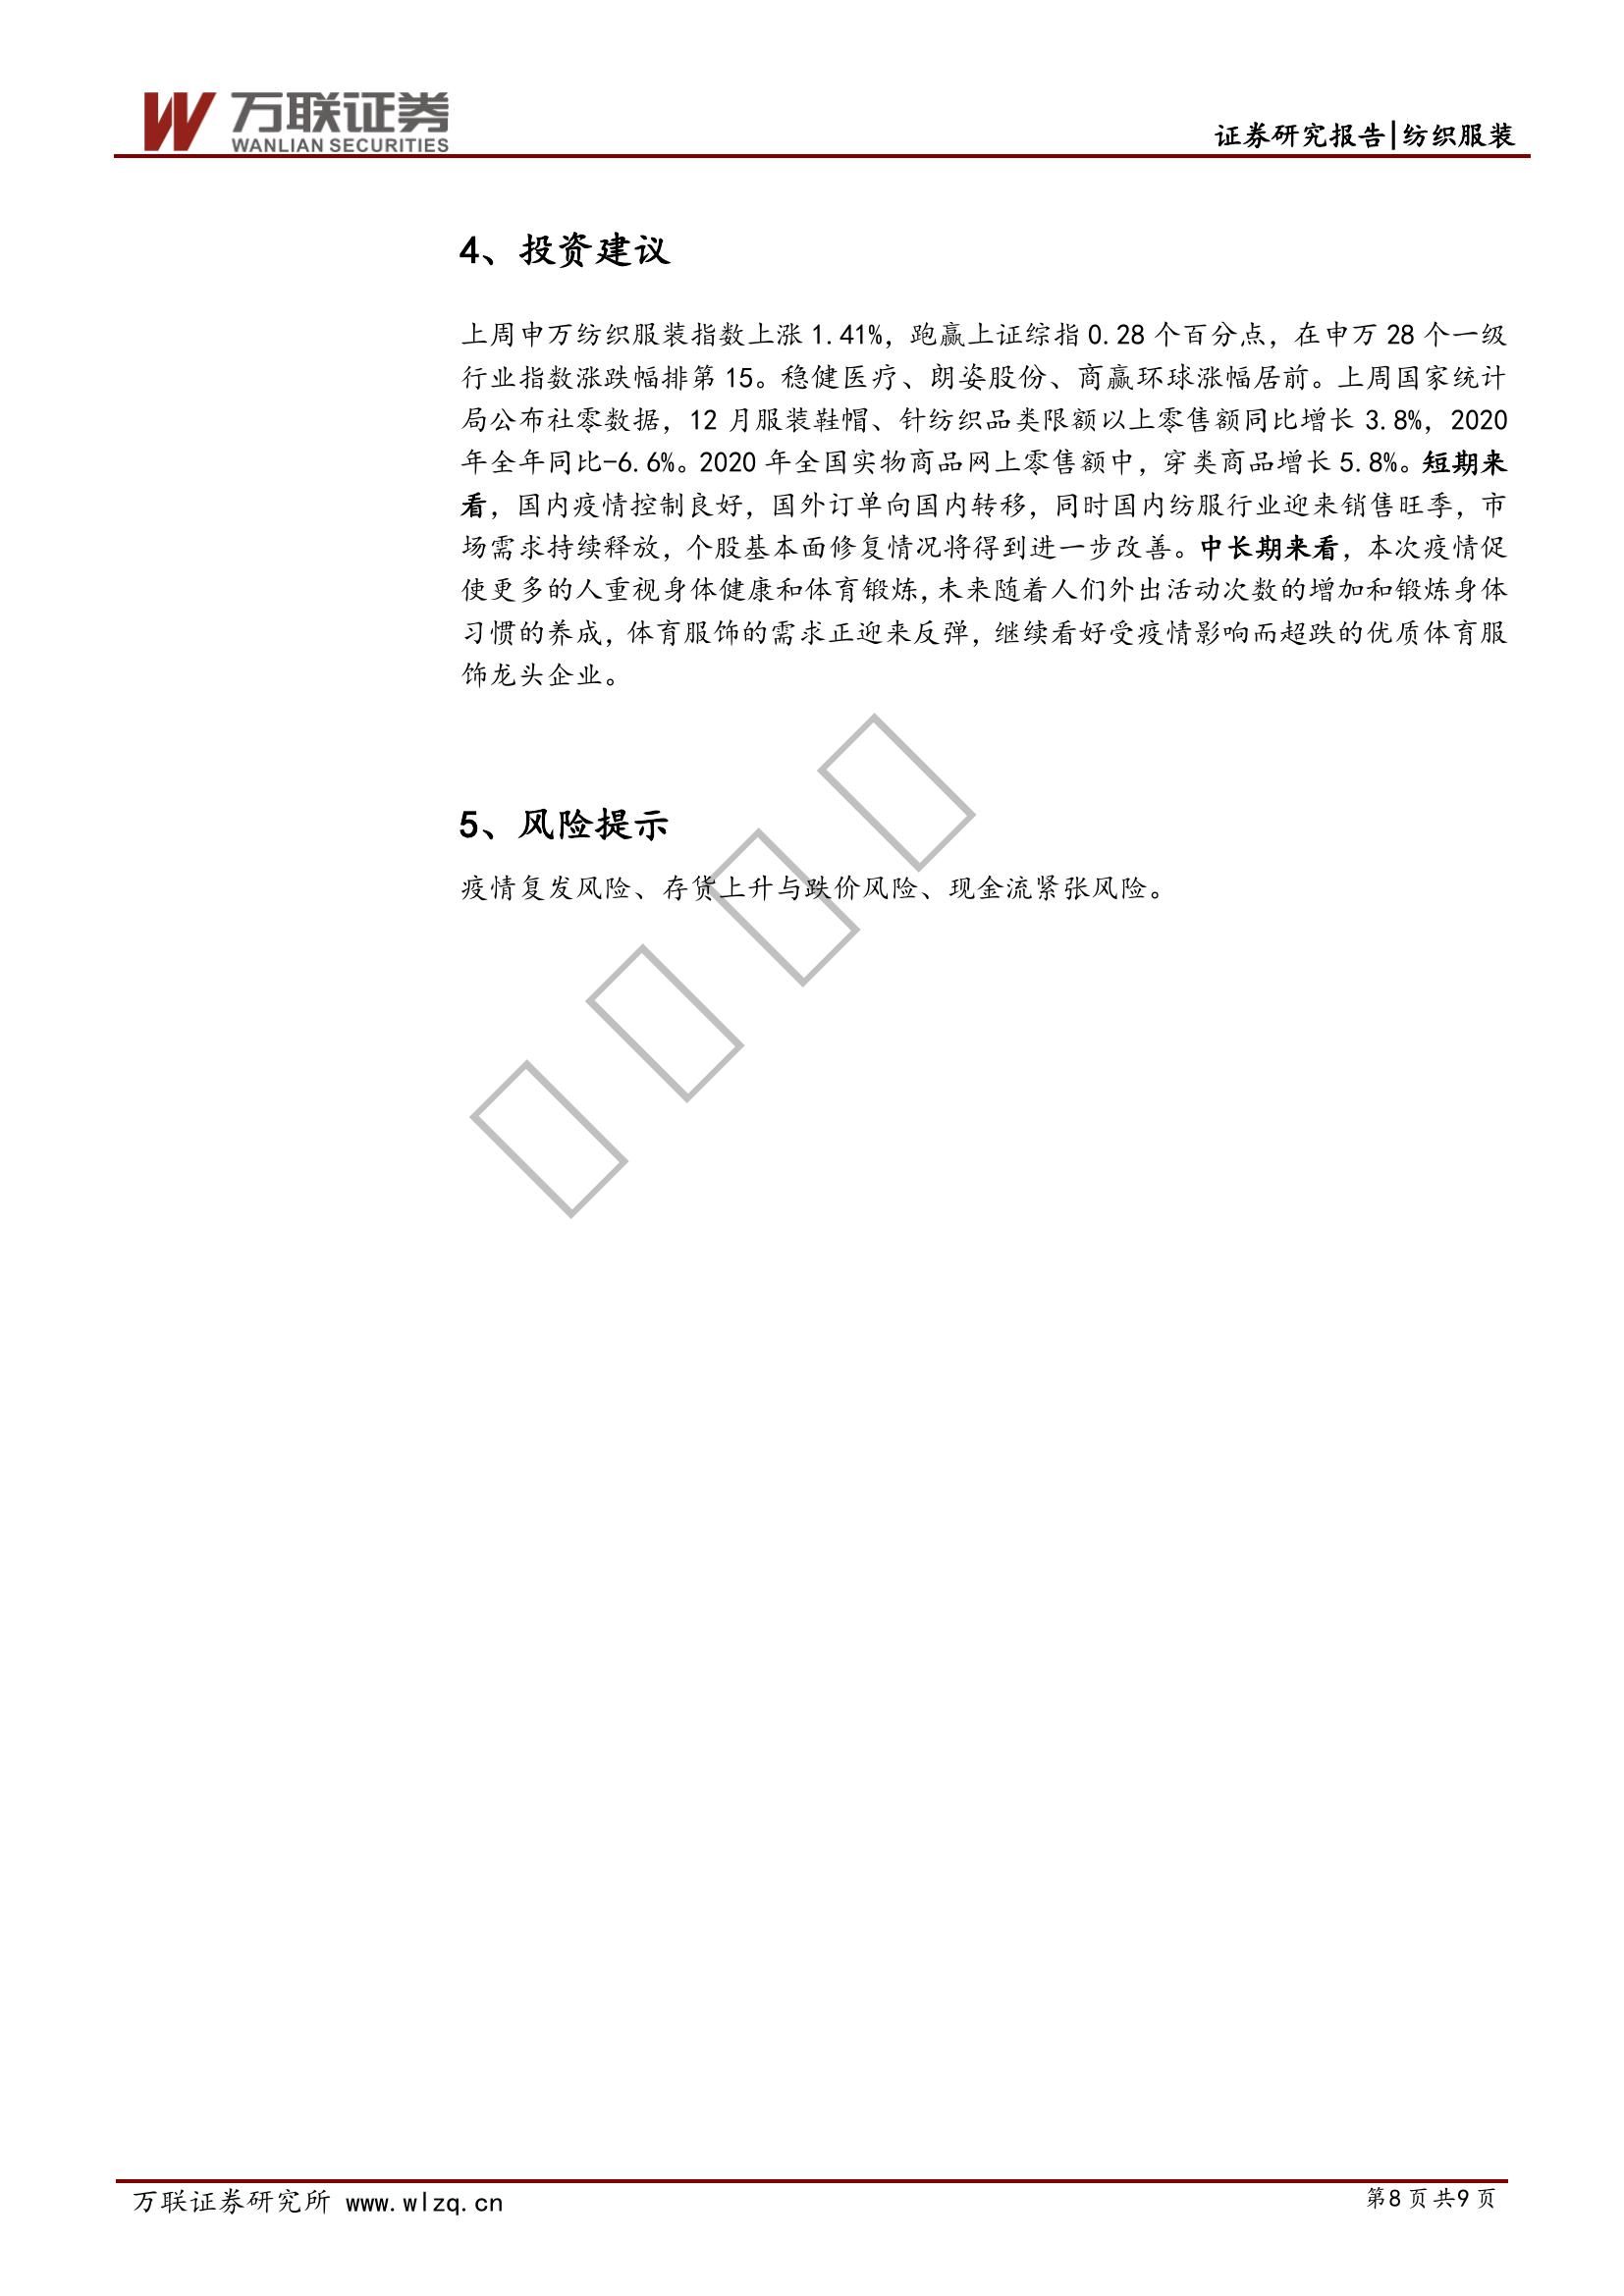 万联证券
WANLIAN SECURITIES
证券研究报告|纺织服装
4、投资建议
上周申万纺织服装指数上涨 1.41%，跑赢上证综指 0.28 个百分点，在申万 28 个一级
行业指数涨跌幅排第 15。稳健医疗、朗姿股份、商赢环球涨幅居前。上周国家统计
局公布社零数据，12 月服装鞋帽、针纺织品类限额以上零售额同比增长 3.8%，2020
年全年同比-6.6%。2020 年全国实物商品网上零售额中，穿类商品增长 5.8%。短期来
看，国内疫情控制良好，国外订单向国内转移，同时国内纺服行业迎来销售旺季，市
场需求持续释放，个股基本面修复情况将得到进一步改善。中长期来看，本次疫情促
使更多的人重视身体健康和体育锻炼，未来随着人们外出活动次数的增加和锻炼身体
习惯的养成，体育服饰的需求正迎来反弹，继续看好受疫情影响而超跌的优质体育服
饰龙头企业。
5、风险提示
疫情复发风险、存货上升与跌价风险、现金流紧张风险。
万联证券研究所 www.wlzq.cn
第8页共9页